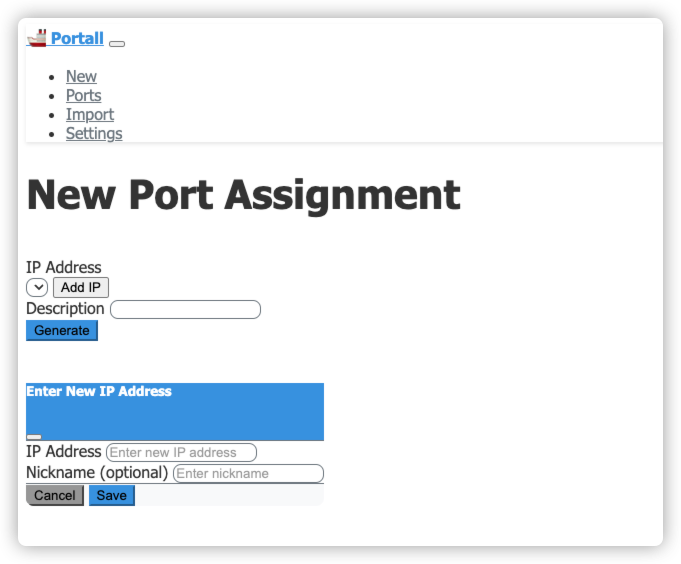 Portall
New
Ports
Import
Settings
New Port Assignment
IP Address
Add IP
Description
Generate
Enter New IP Address
IP Address Enter new IP address
Nickname (optional) Enter nickname
Cancel Save